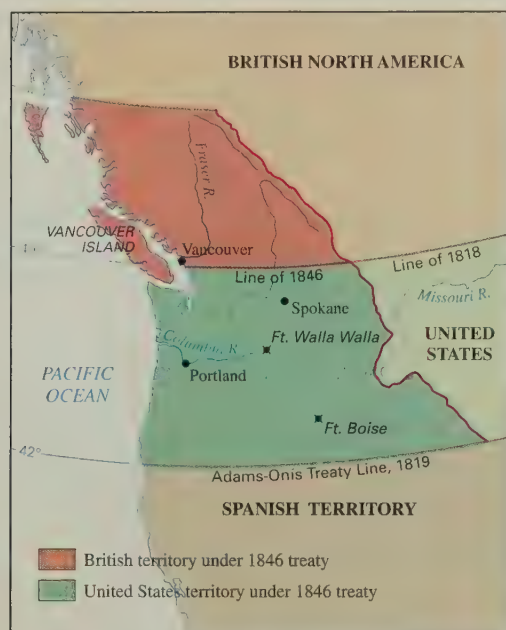 BRITISH NORTH AMERICA
Fraser R.
VANCOUVER
ISLAND
Vancouver
Line of 1846
Line of 1818
Missouri R.
Spokane
Ft. Walla Walla
UNITED
STATES
Columbia R.
Portland
PACIFIC
OCEAN
Ft. Boise
42°
Adams-Onis Treaty Line, 1819
SPANISH TERRITORY
British territory under 1846 treaty
United States territory under 1846 treaty